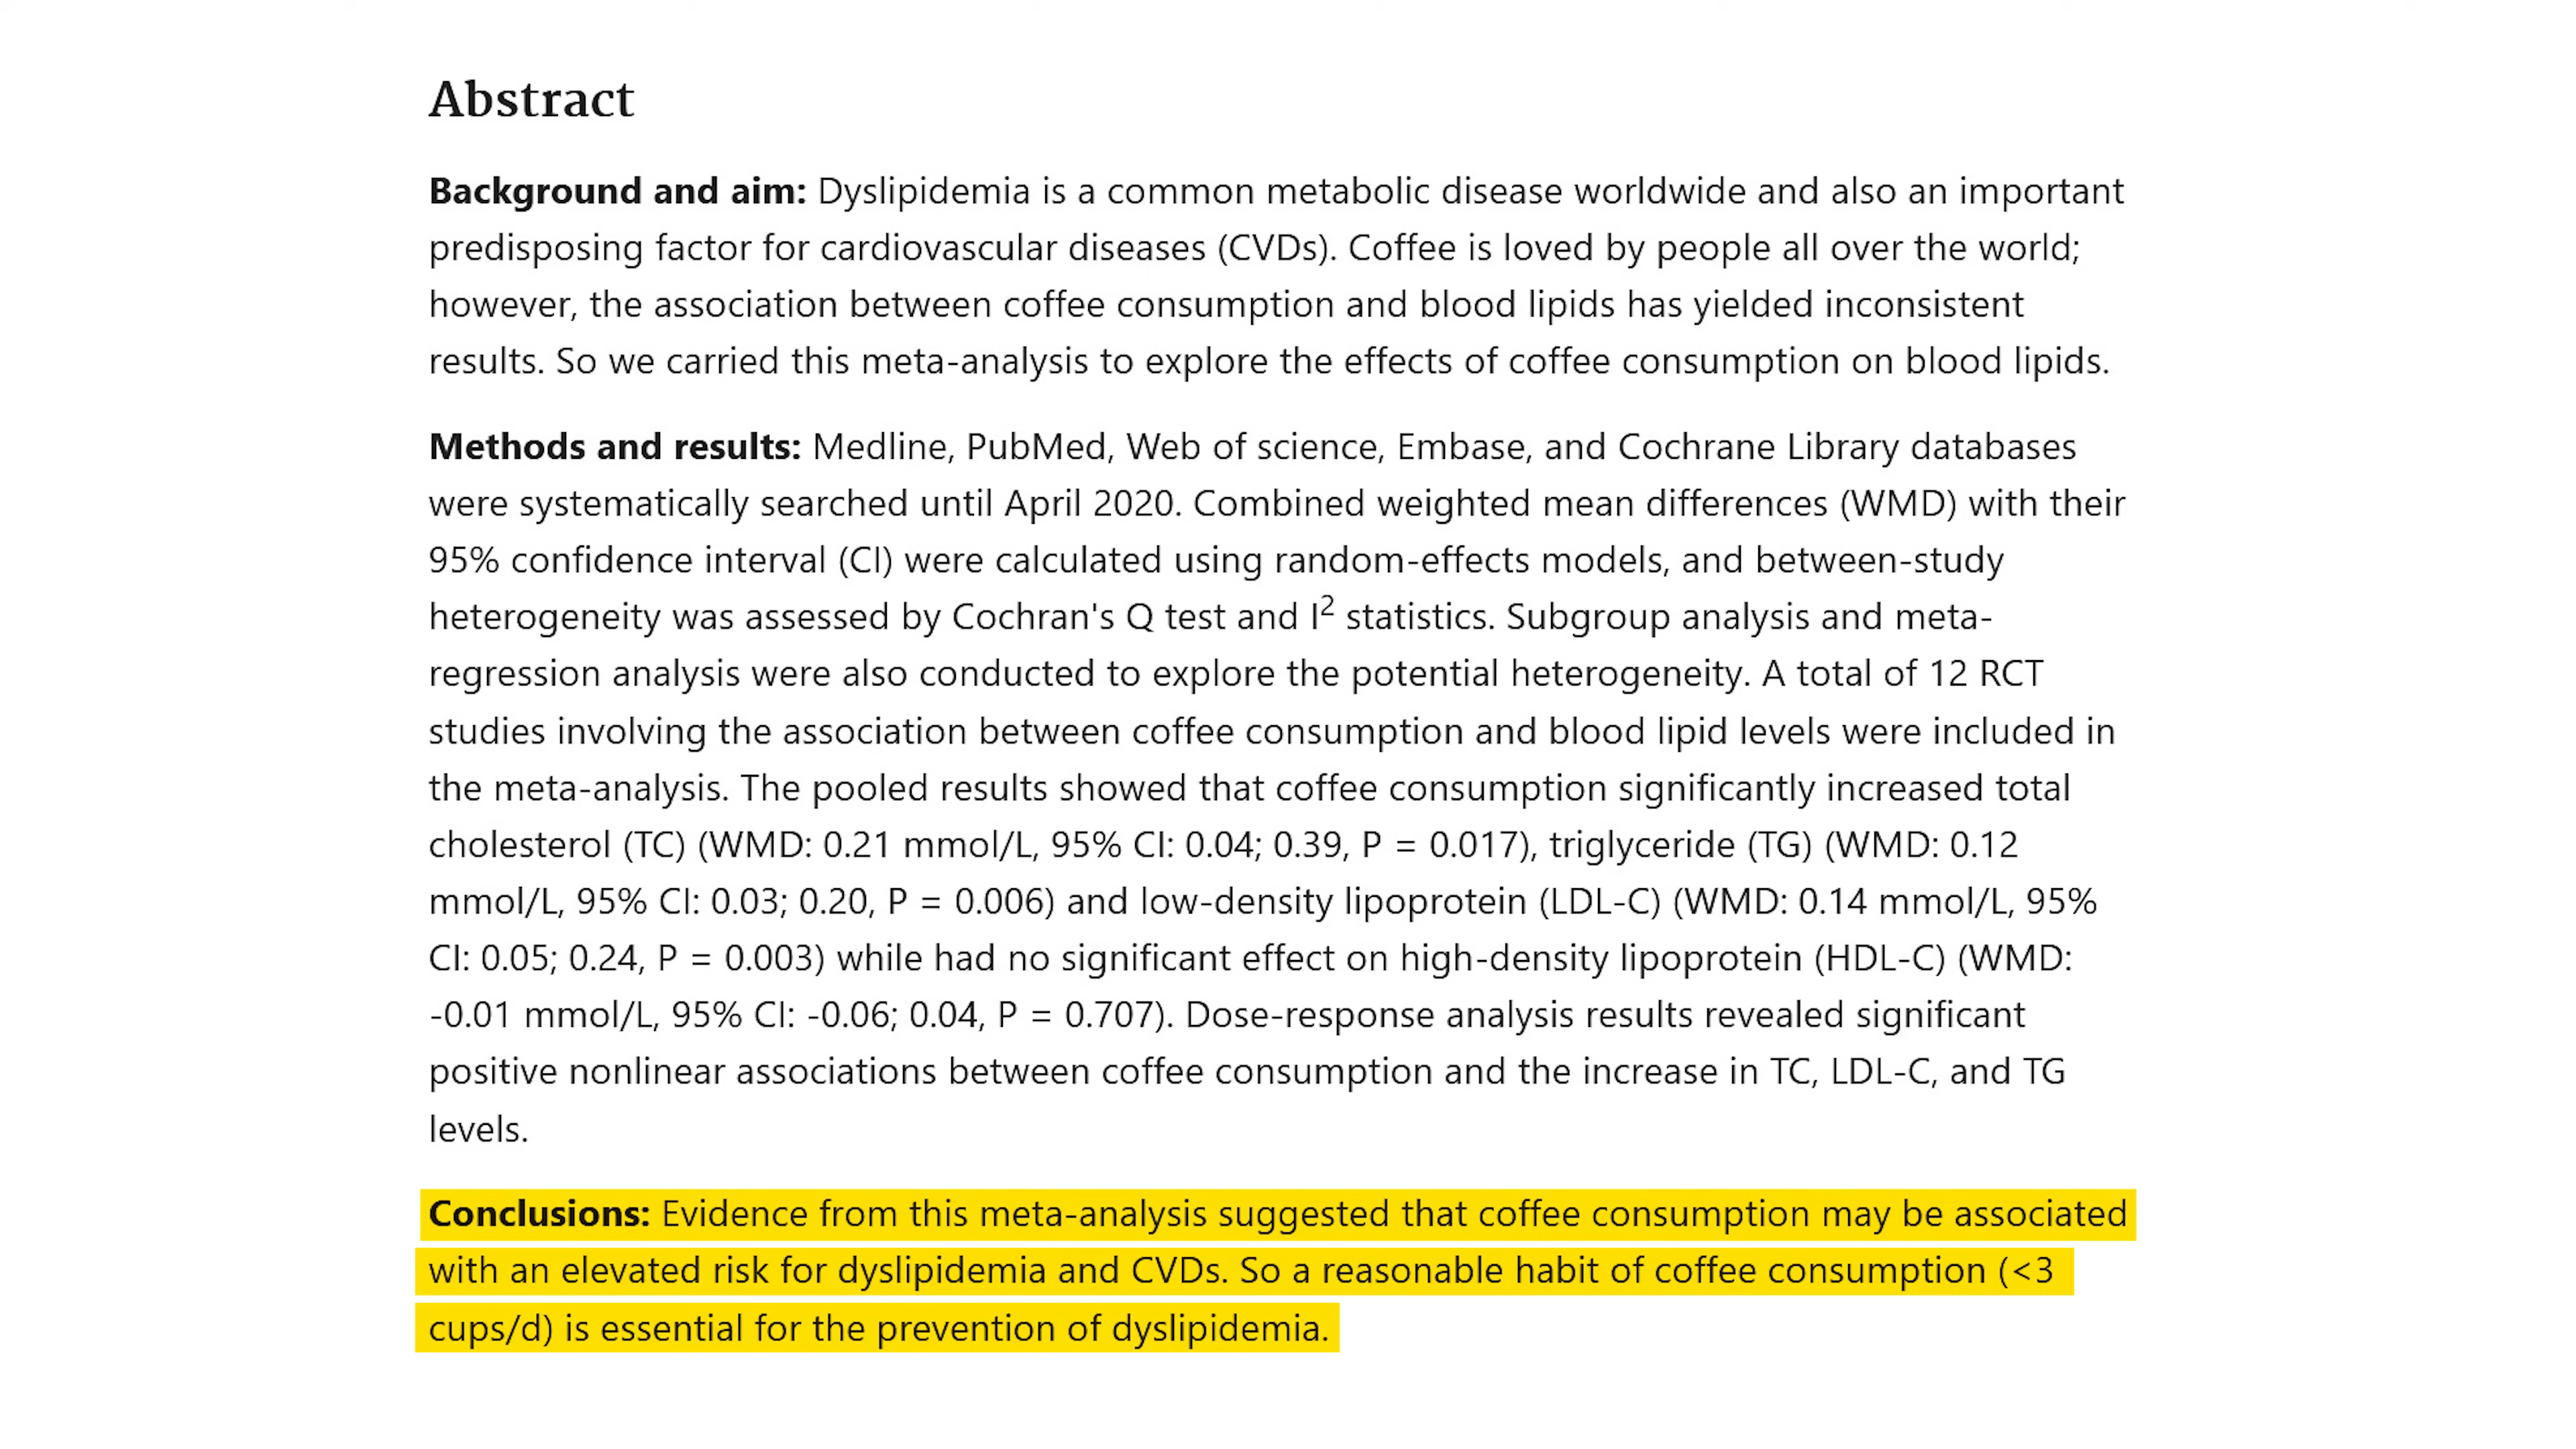 Abstract
Background and aim: Dyslipidemia is a common metabolic disease worldwide and also an important
predisposing factor for cardiovascular diseases (CVDs). Coffee is loved by people all over the world;
however, the association between coffee consumption and blood lipids has yielded inconsistent
results. So we carried this meta-analysis to explore the effects of coffee consumption on blood lipids.
Methods and results: Medline, PubMed, Web of science, Embase, and Cochrane Library databases
were systematically searched until April 2020. Combined weighted mean differences (WMD) with their
95% confidence interval (CI) were calculated using random-effects models, and between-study
heterogeneity was assessed by Cochran's Q test and I² statistics. Subgroup analysis and meta-
regression analysis were also conducted to explore the potential heterogeneity. A total of 12 RCT
studies involving the association between coffee consumption and blood lipid levels were included in
the meta-analysis. The pooled results showed that coffee consumption significantly increased total
cholesterol (TC) (WMD: 0.21 mmol/L, 95% CI: 0.04; 0.39, P = 0.017), triglyceride (TG) (WMD: 0.12
mmol/L, 95% CI: 0.03; 0.20, P = 0.006) and low-density lipoprotein (LDL-C) (WMD: 0.14 mmol/L, 95%
CI: 0.05; 0.24, P = 0.003) while had no significant effect on high-density lipoprotein (HDL-C) (WMD:
-0.01 mmol/L, 95% CI: -0.06; 0.04, P = 0.707). Dose-response analysis results revealed significant
positive nonlinear associations between coffee consumption and the increase in TC, LDL-C, and TG
levels.
Conclusions: Evidence from this meta-analysis suggested that coffee consumption may be associated
with an elevated risk for dyslipidemia and CVDs. So a reasonable habit of coffee consumption (<3
cups/d) is essential for the prevention of dyslipidemia.